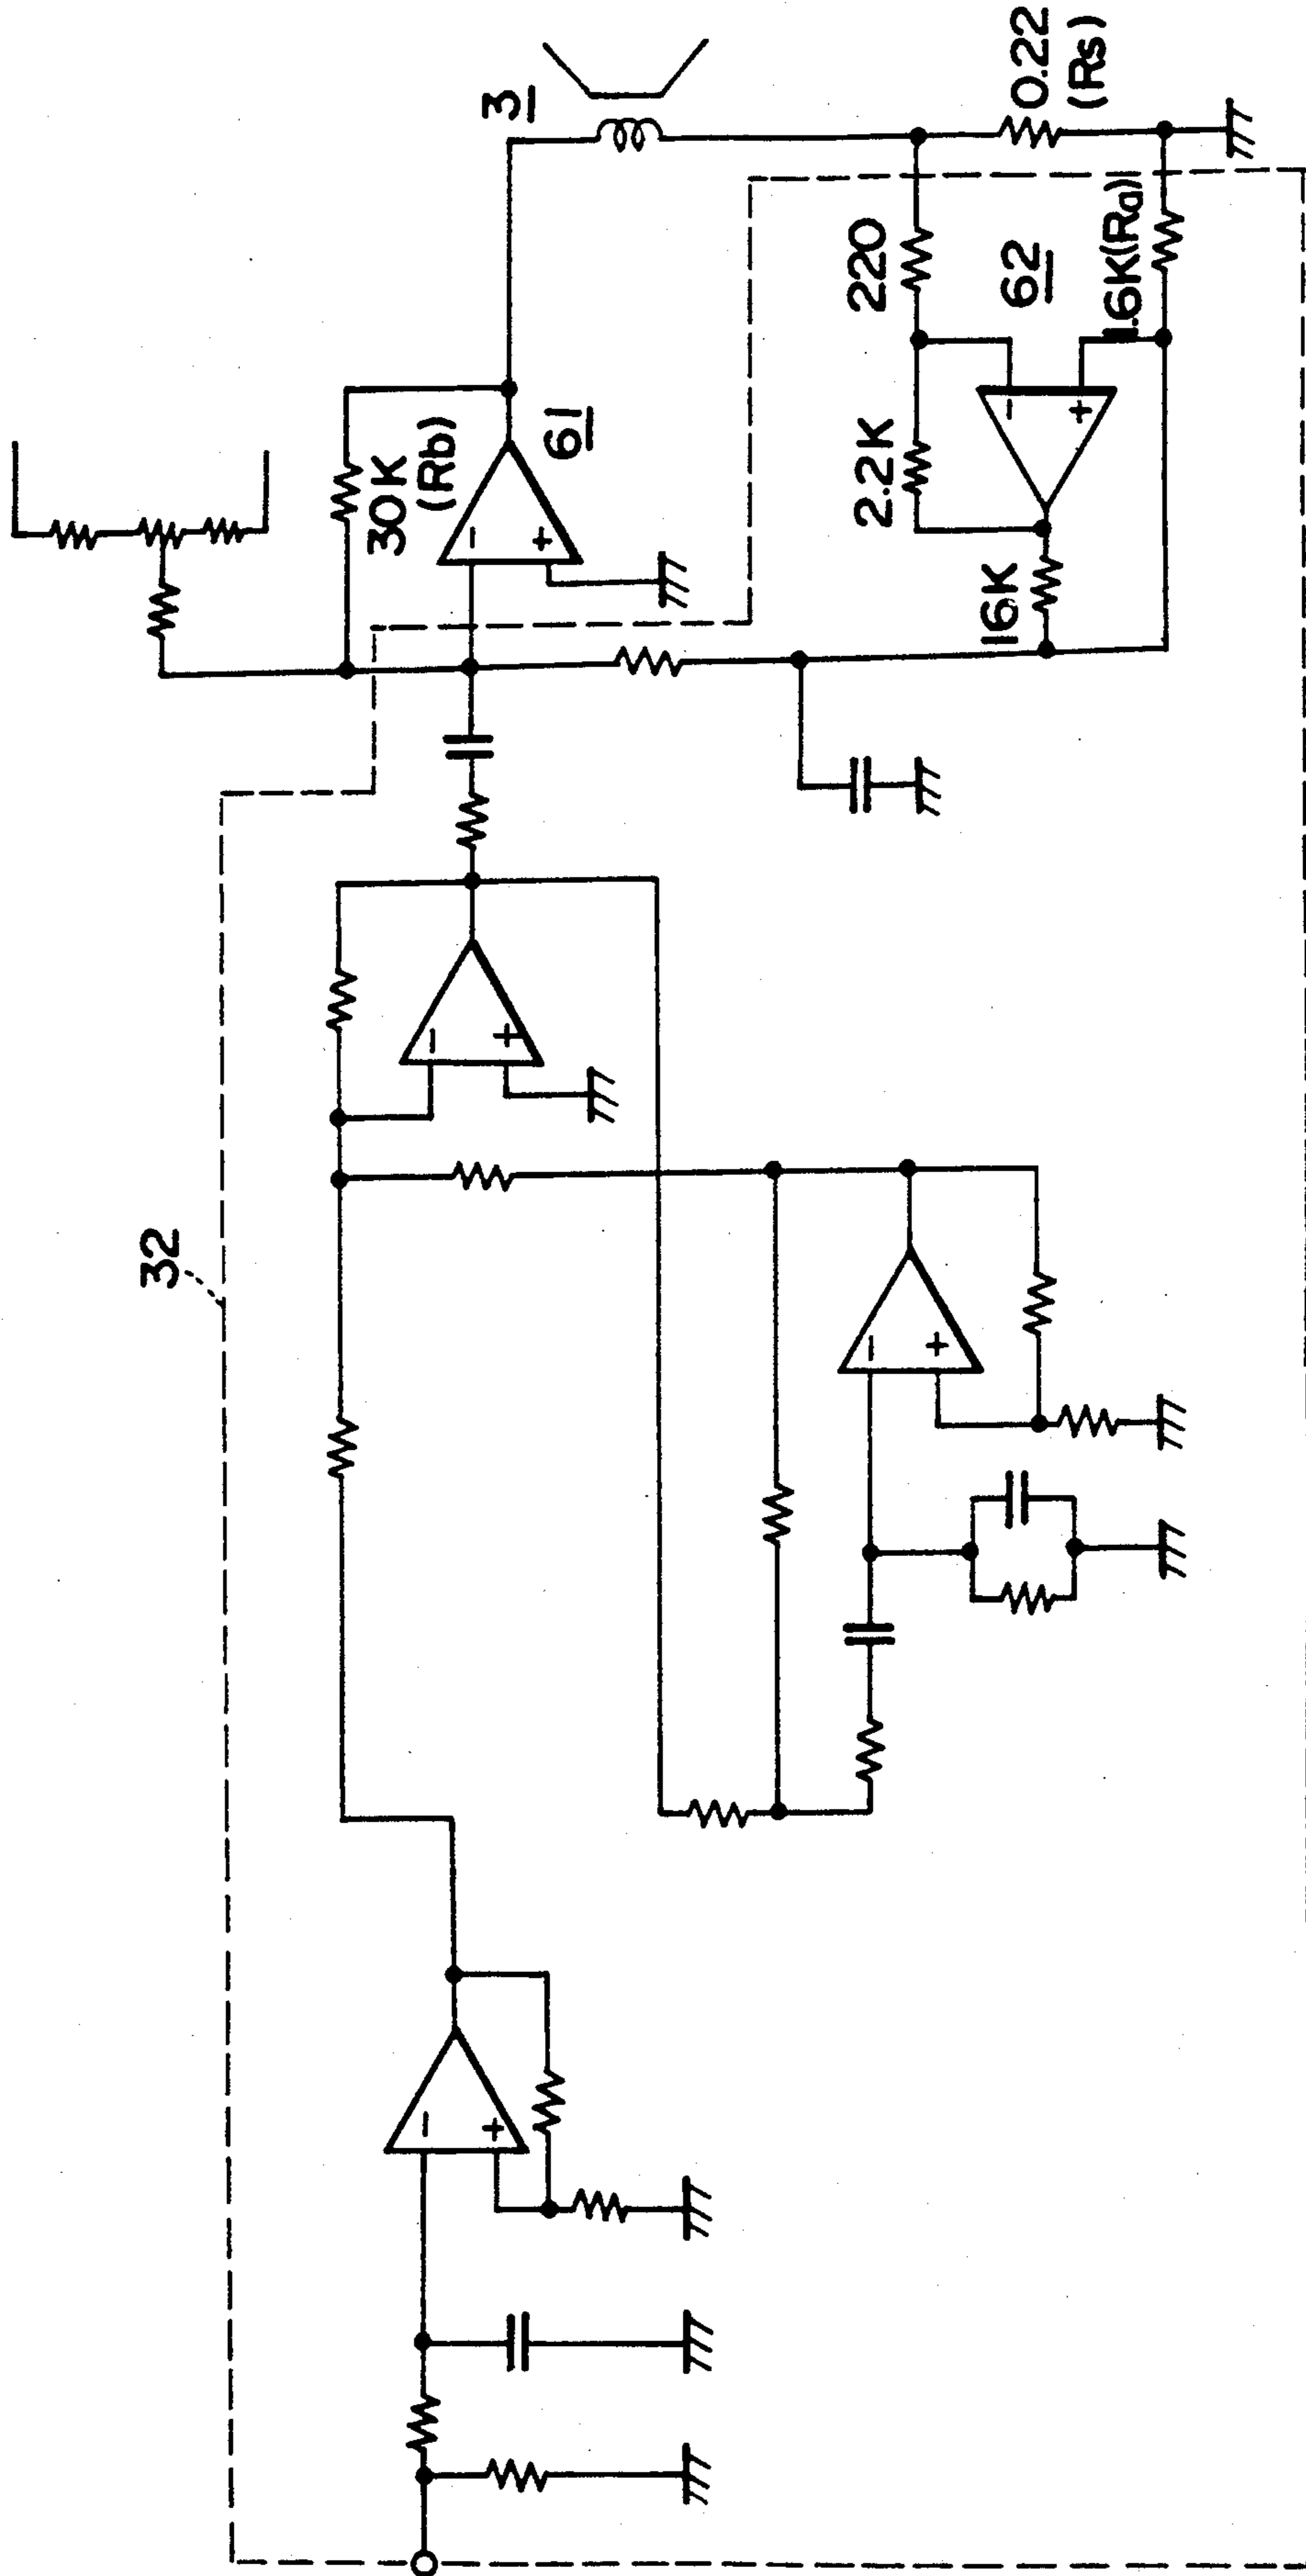 32
30K
(Rb)
3
61
−
+
−
+
−
+
220
2.2K
−
+
62
16K
−
+
0.22
(Rs)
1.6K(Ra)